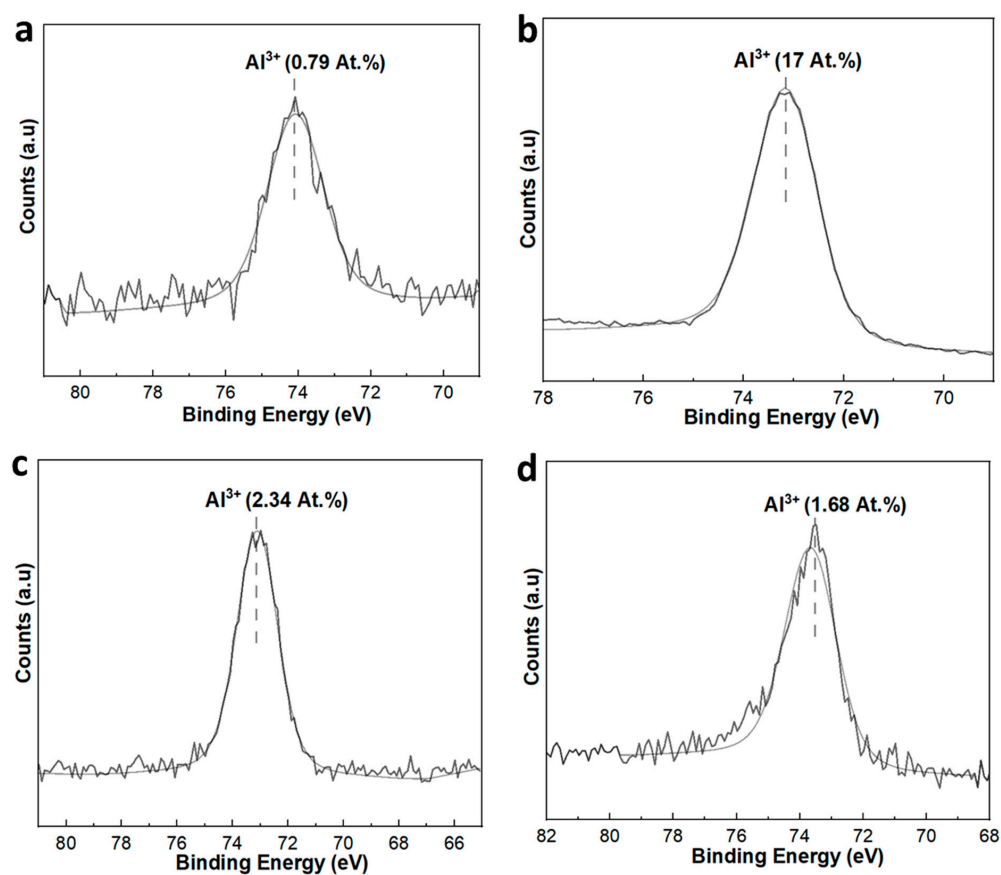 a
Al³⁺ (0.79 At.%)
Counts (a.u)
80 78 76 74 72 70
Binding Energy (eV)
b
Al³⁺ (17 At.%)
Counts (a.u)
78 76 74 72 70
Binding Energy (eV)
c
Al³⁺ (2.34 At.%)
Counts (a.u)
80 78 76 74 72 70 68 66
Binding Energy (eV)
d
Al³⁺ (1.68 At.%)
Counts (a.u)
82 80 78 76 74 72 70 68
Binding Energy (eV)